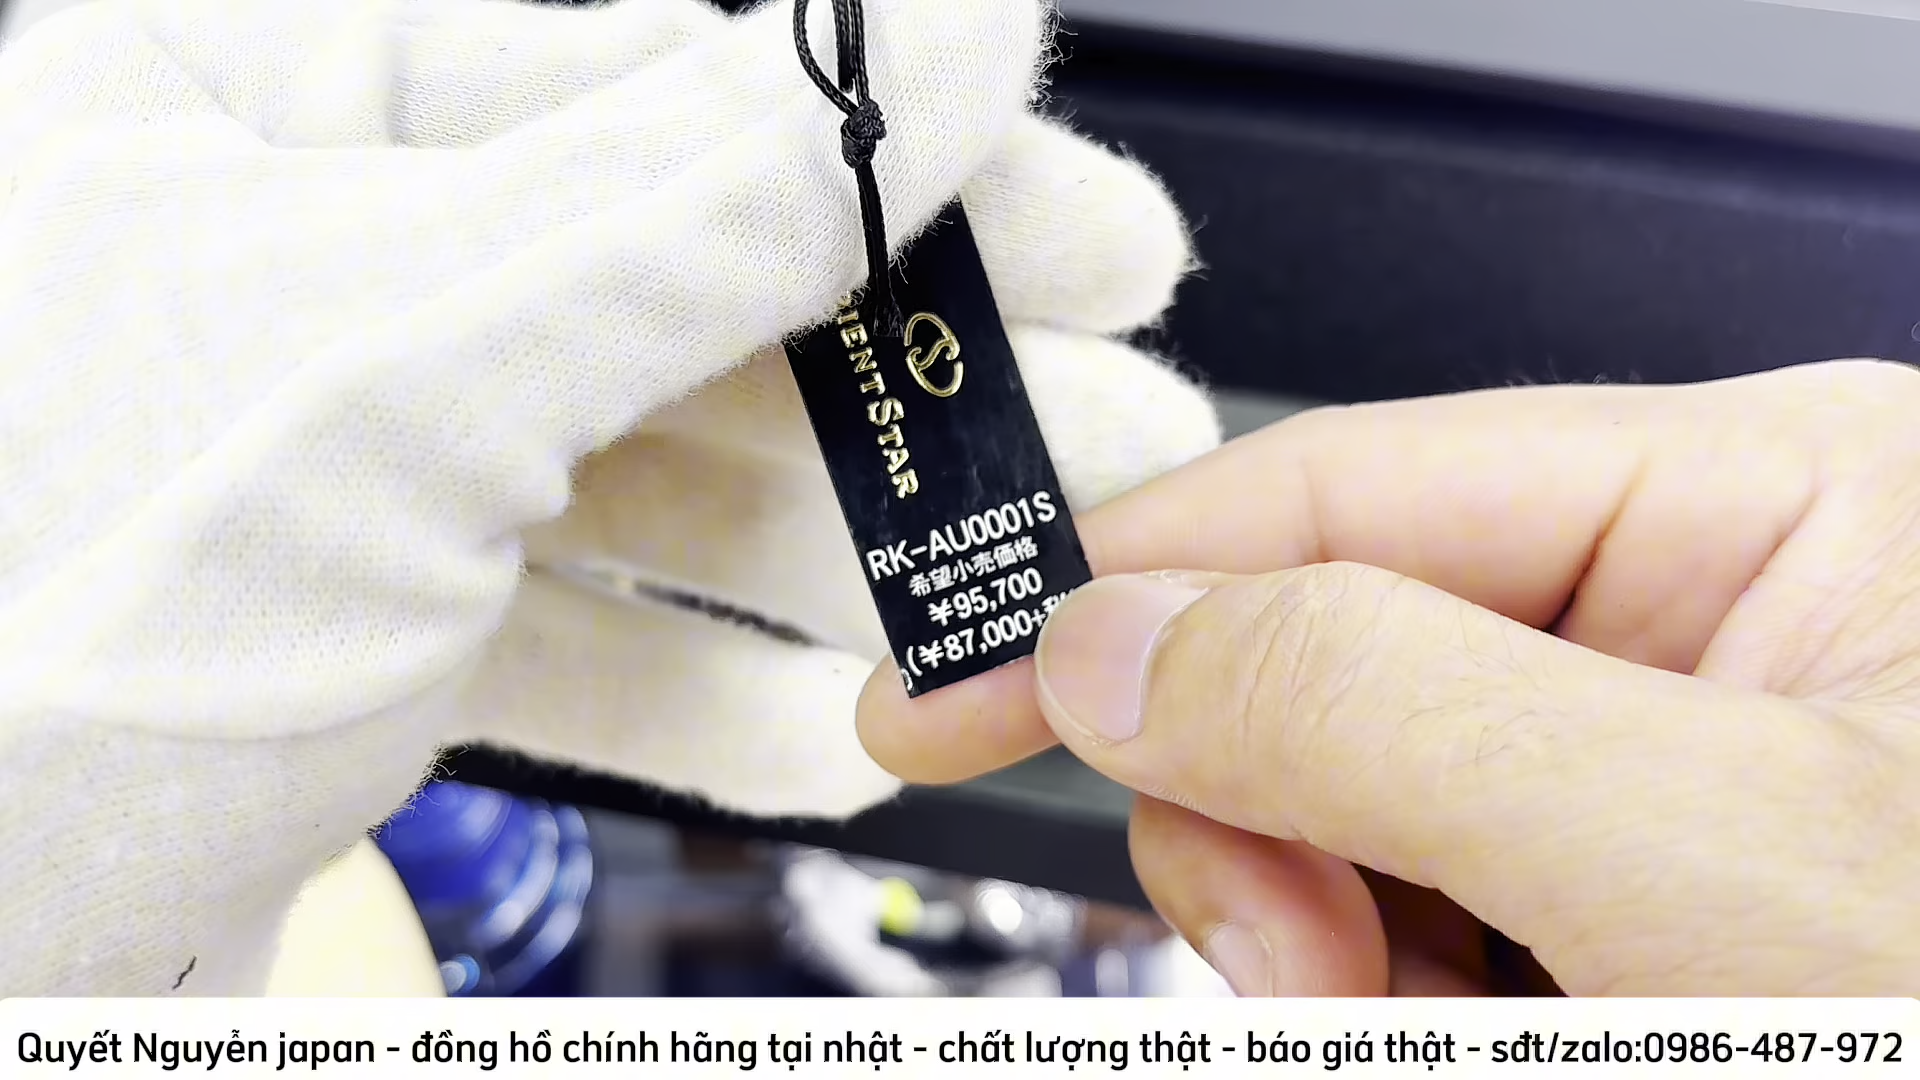 IENT STAR
RK-AU0001S
希望小売価格
¥95,700
(¥87,000+
Quyết Nguyễn japan - đồng hồ chính hãng tại nhật - chất lượng thật - báo giá thật - sđt/zalo:0986-487-972